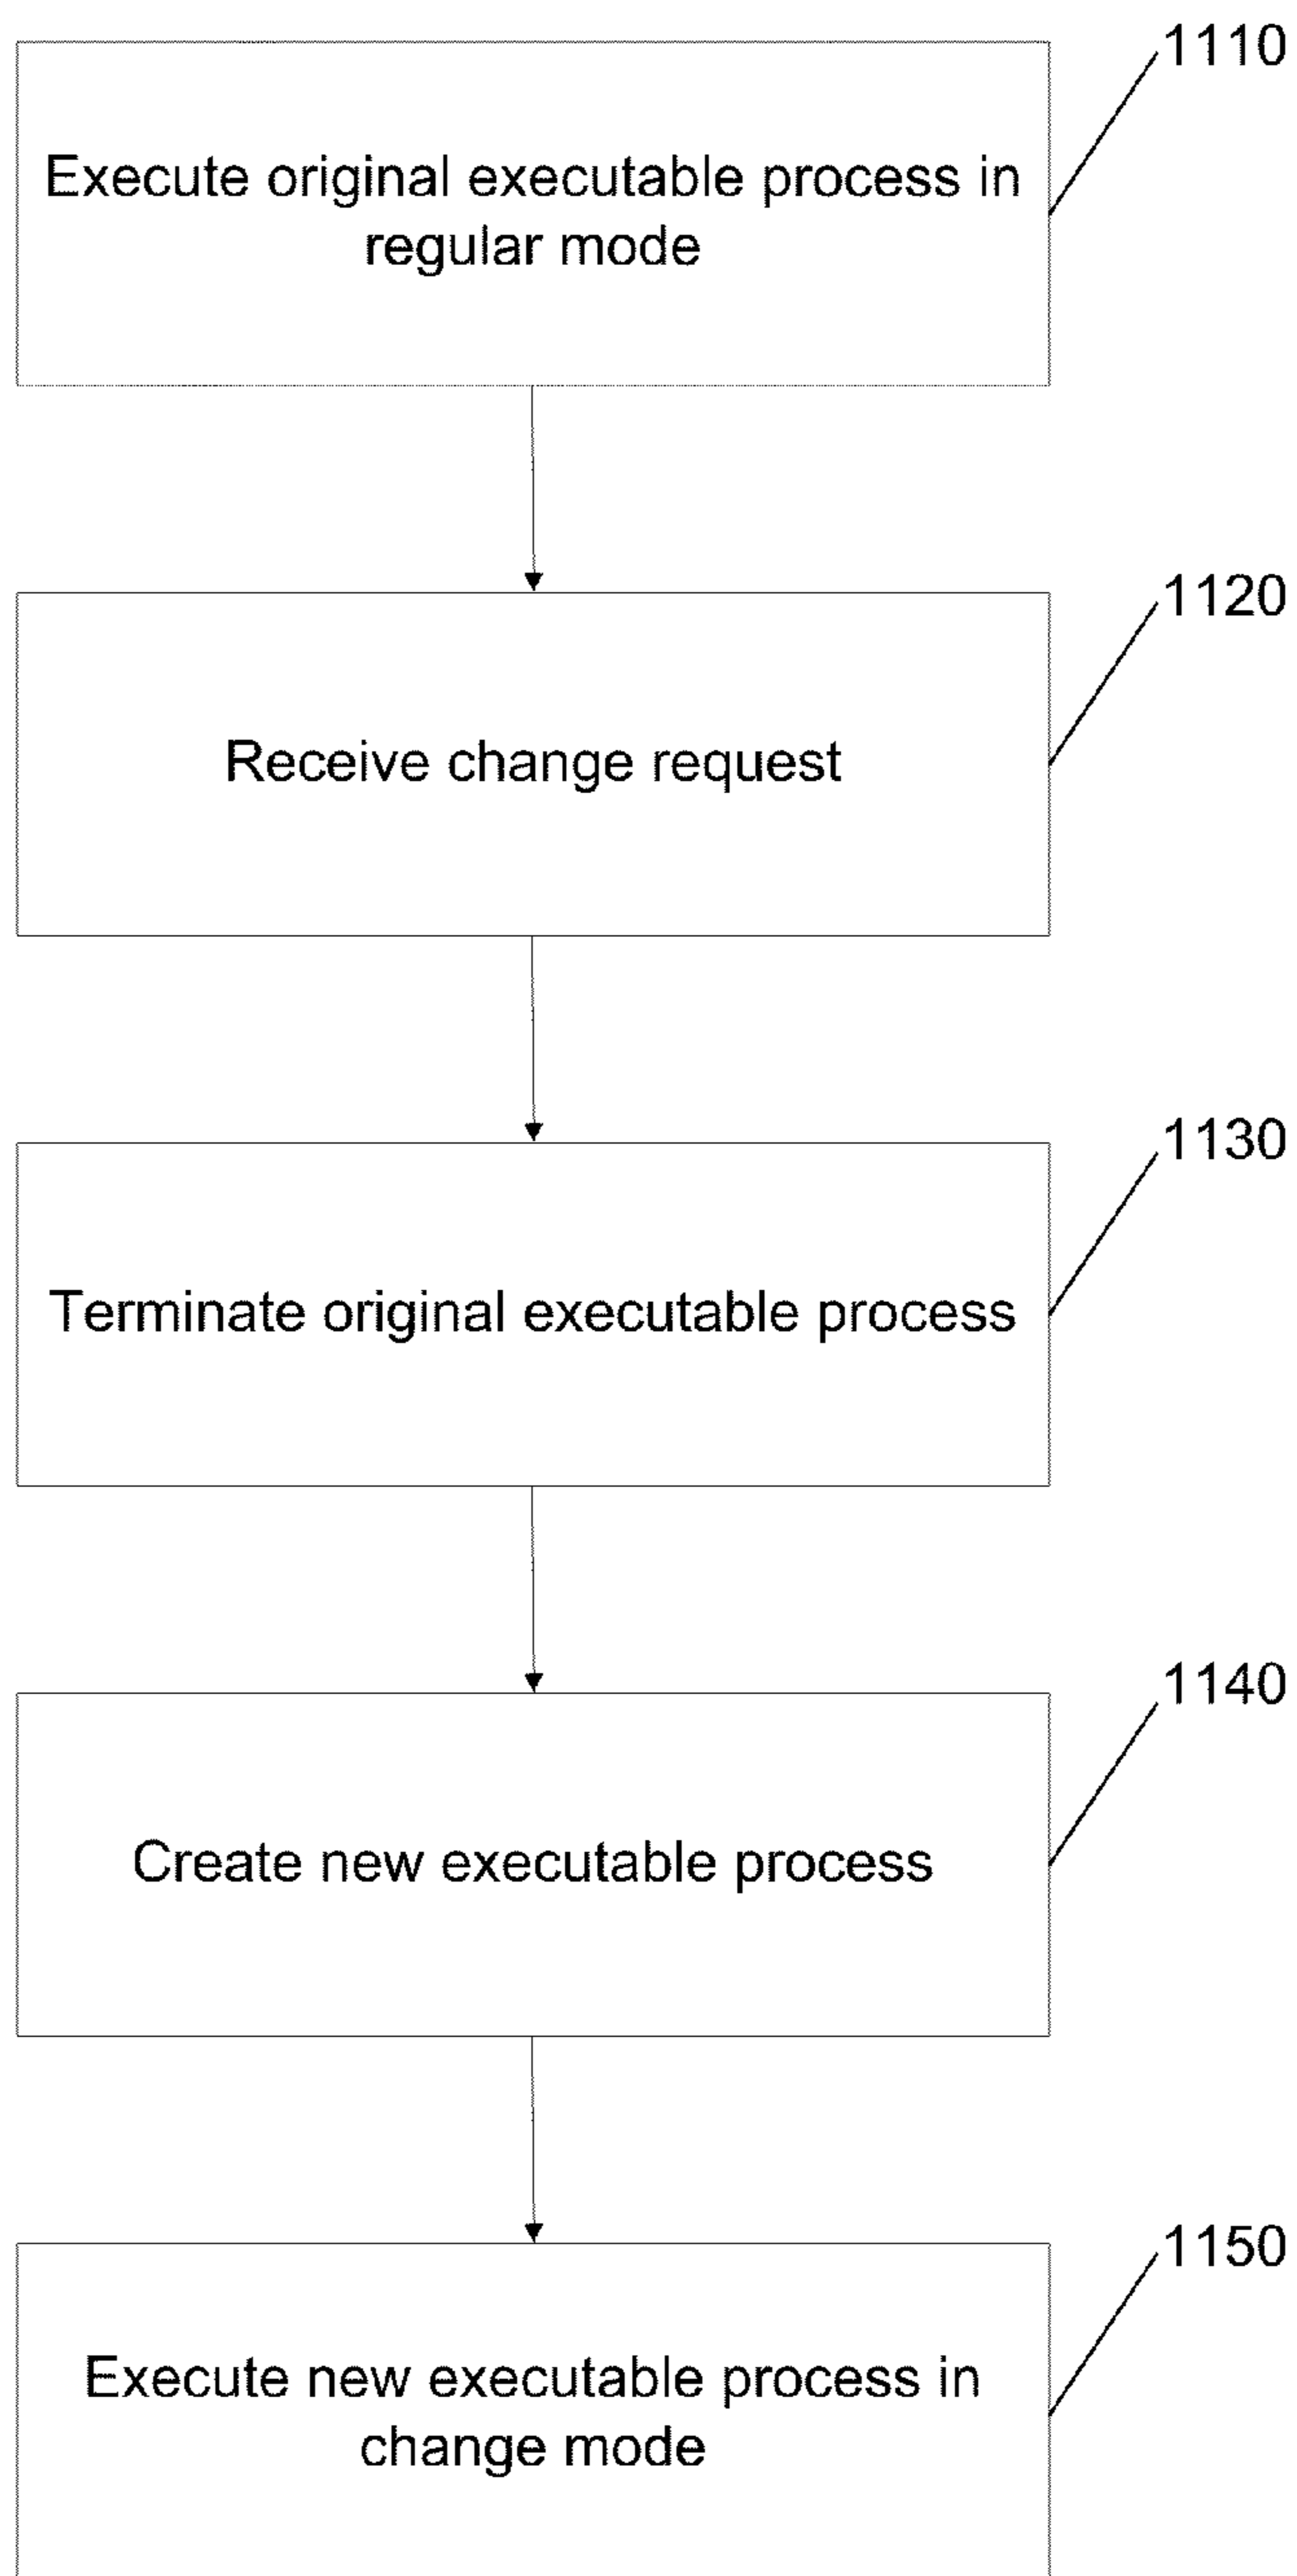 1110
Execute original executable process in
regular mode
1120
Receive change request
1130
Terminate original executable process
1140
Create new executable process
1150
Execute new executable process in
change mode